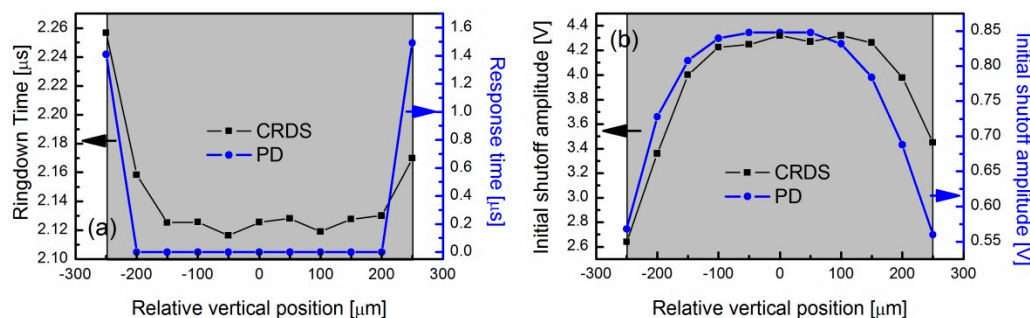 2.26
2.24
2.22
2.20
2.18
2.16
2.14
2.12
2.10
Ringdown Time [μs]
(a)
CRDS
PD
1.6
1.4
1.2
1.0
0.8
0.6
0.4
0.2
0.0
Response time [μs]
-300 -200 -100 0 100 200 300
Relative vertical position [μm]
4.4
4.2
4.0
3.8
3.6
3.4
3.2
3.0
2.8
2.6
Initial shutoff amplitude [V]
(b)
CRDS
PD
0.85
0.80
0.75
0.70
0.65
0.60
0.55
Initial shutoff
amplitude [V]
-300 -200 -100 0 100 200 300
Relative vertical position [μm]